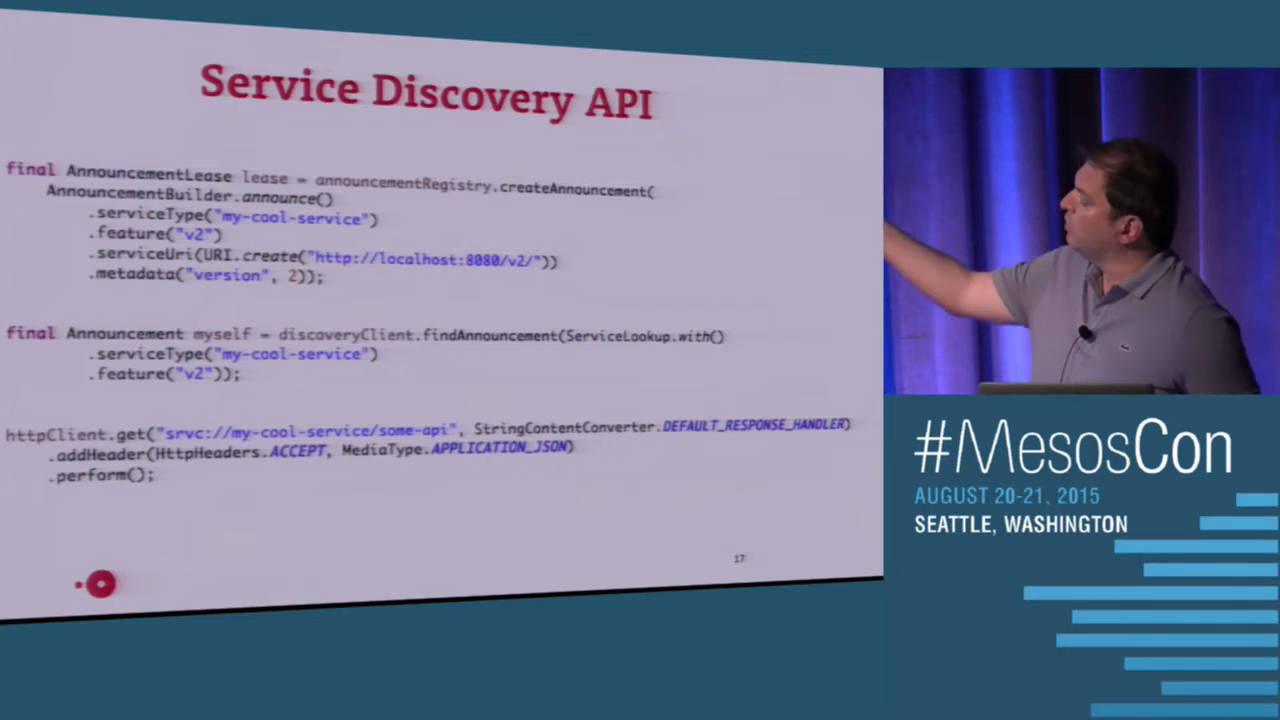 Service Discovery API
final AnnouncementLease lease = announcementRegistry.createAnnouncement(
AnnouncementBuilder.announce()
.serviceType("my-cool-service")
.feature("v2")
.serviceUri(URI.create("http://localhost:8080/v2/"))
.metadata("version", 2));
final Announcement myself = discoveryClient.findAnnouncement(ServiceLookup.with()
.serviceType("my-cool-service")
.feature("v2"));
httpClient.get("srvc://my-cool-service/some-api", StringContentConverter.DEFAULT_RESPONSE_HANDLER)
.addHeader(HttpHeaders.ACCEPT, MediaType.APPLICATION_JSON)
.perform();
17
#MesosCon
AUGUST 20-21, 2015
SEATTLE, WASHINGTON